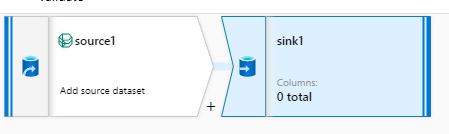 source1
Add source dataset
+
sink1
Columns:
0 total